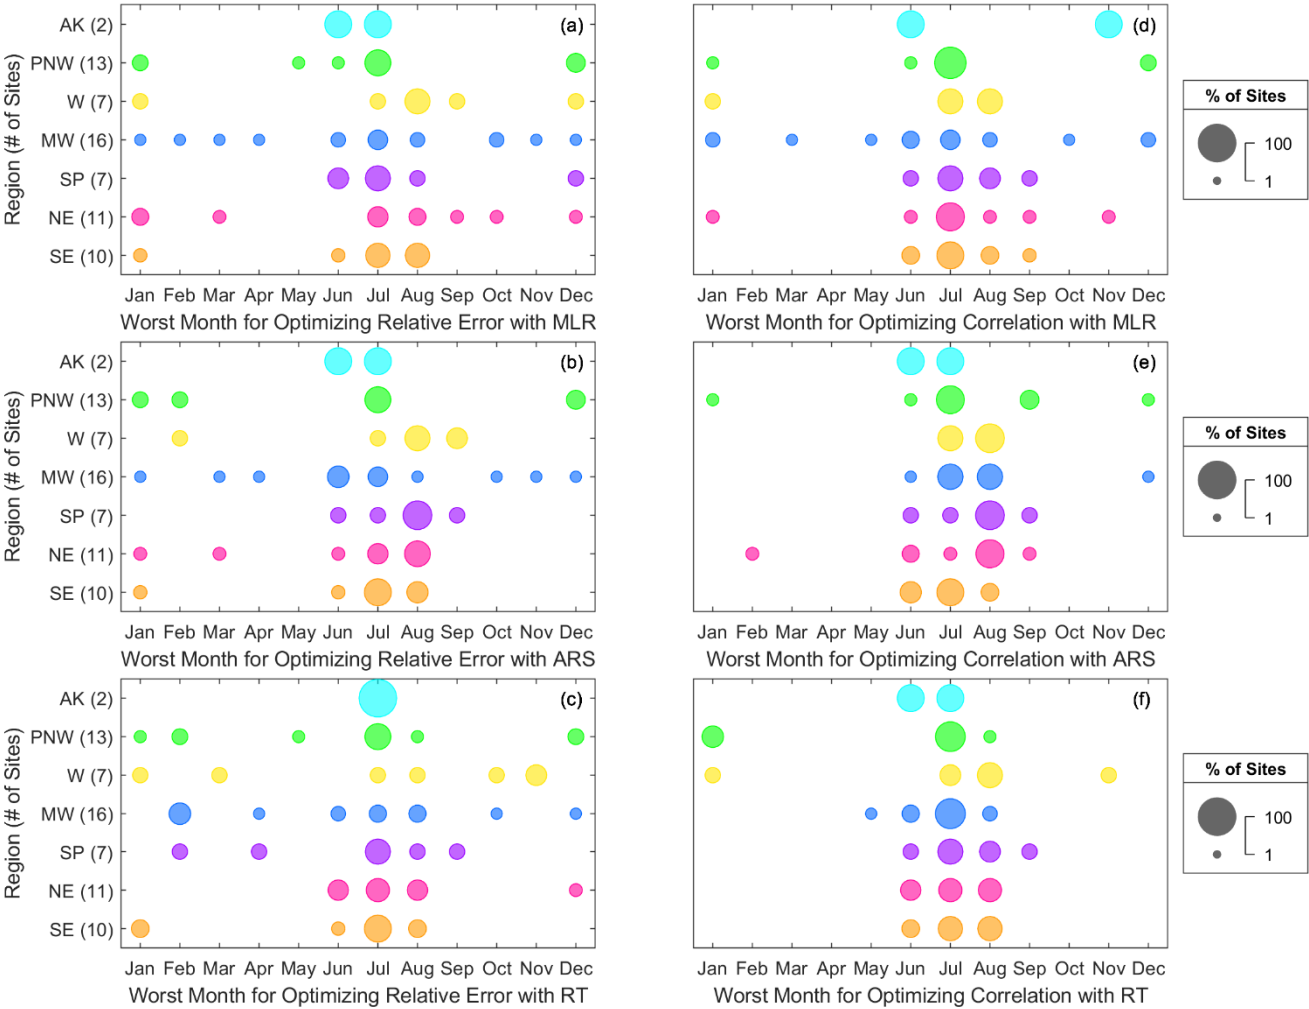 Region (# of Sites)
AK (2)
PNW (13)
W (7)
MW (16)
SP (7)
NE (11)
SE (10)
(a)
Jan Feb Mar Apr May Jun Jul Aug Sep Oct Nov Dec
Worst Month for Optimizing Relative Error with MLR
(d)
Jan Feb Mar Apr May Jun Jul Aug Sep Oct Nov Dec
Worst Month for Optimizing Correlation with MLR
% of Sites
100
1
Region (# of Sites)
AK (2)
PNW (13)
W (7)
MW (16)
SP (7)
NE (11)
SE (10)
(b)
Jan Feb Mar Apr May Jun Jul Aug Sep Oct Nov Dec
Worst Month for Optimizing Relative Error with ARS
(e)
Jan Feb Mar Apr May Jun Jul Aug Sep Oct Nov Dec
Worst Month for Optimizing Correlation with ARS
% of Sites
100
1
Region (# of Sites)
AK (2)
PNW (13)
W (7)
MW (16)
SP (7)
NE (11)
SE (10)
(c)
Jan Feb Mar Apr May Jun Jul Aug Sep Oct Nov Dec
Worst Month for Optimizing Relative Error with RT
(f)
Jan Feb Mar Apr May Jun Jul Aug Sep Oct Nov Dec
Worst Month for Optimizing Correlation with RT
% of Sites
100
1